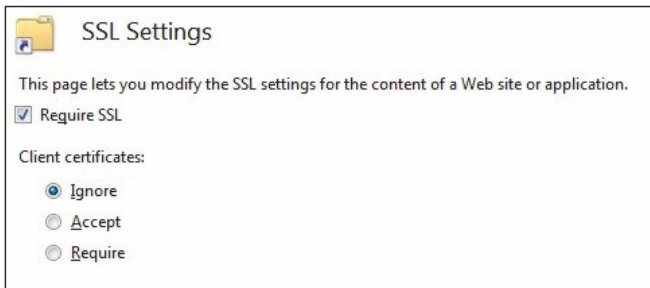 SSL Settings
This page lets you modify the SSL settings for the content of a Web site or application.
Require SSL
Client certificates:
Ignore
Accept
Require